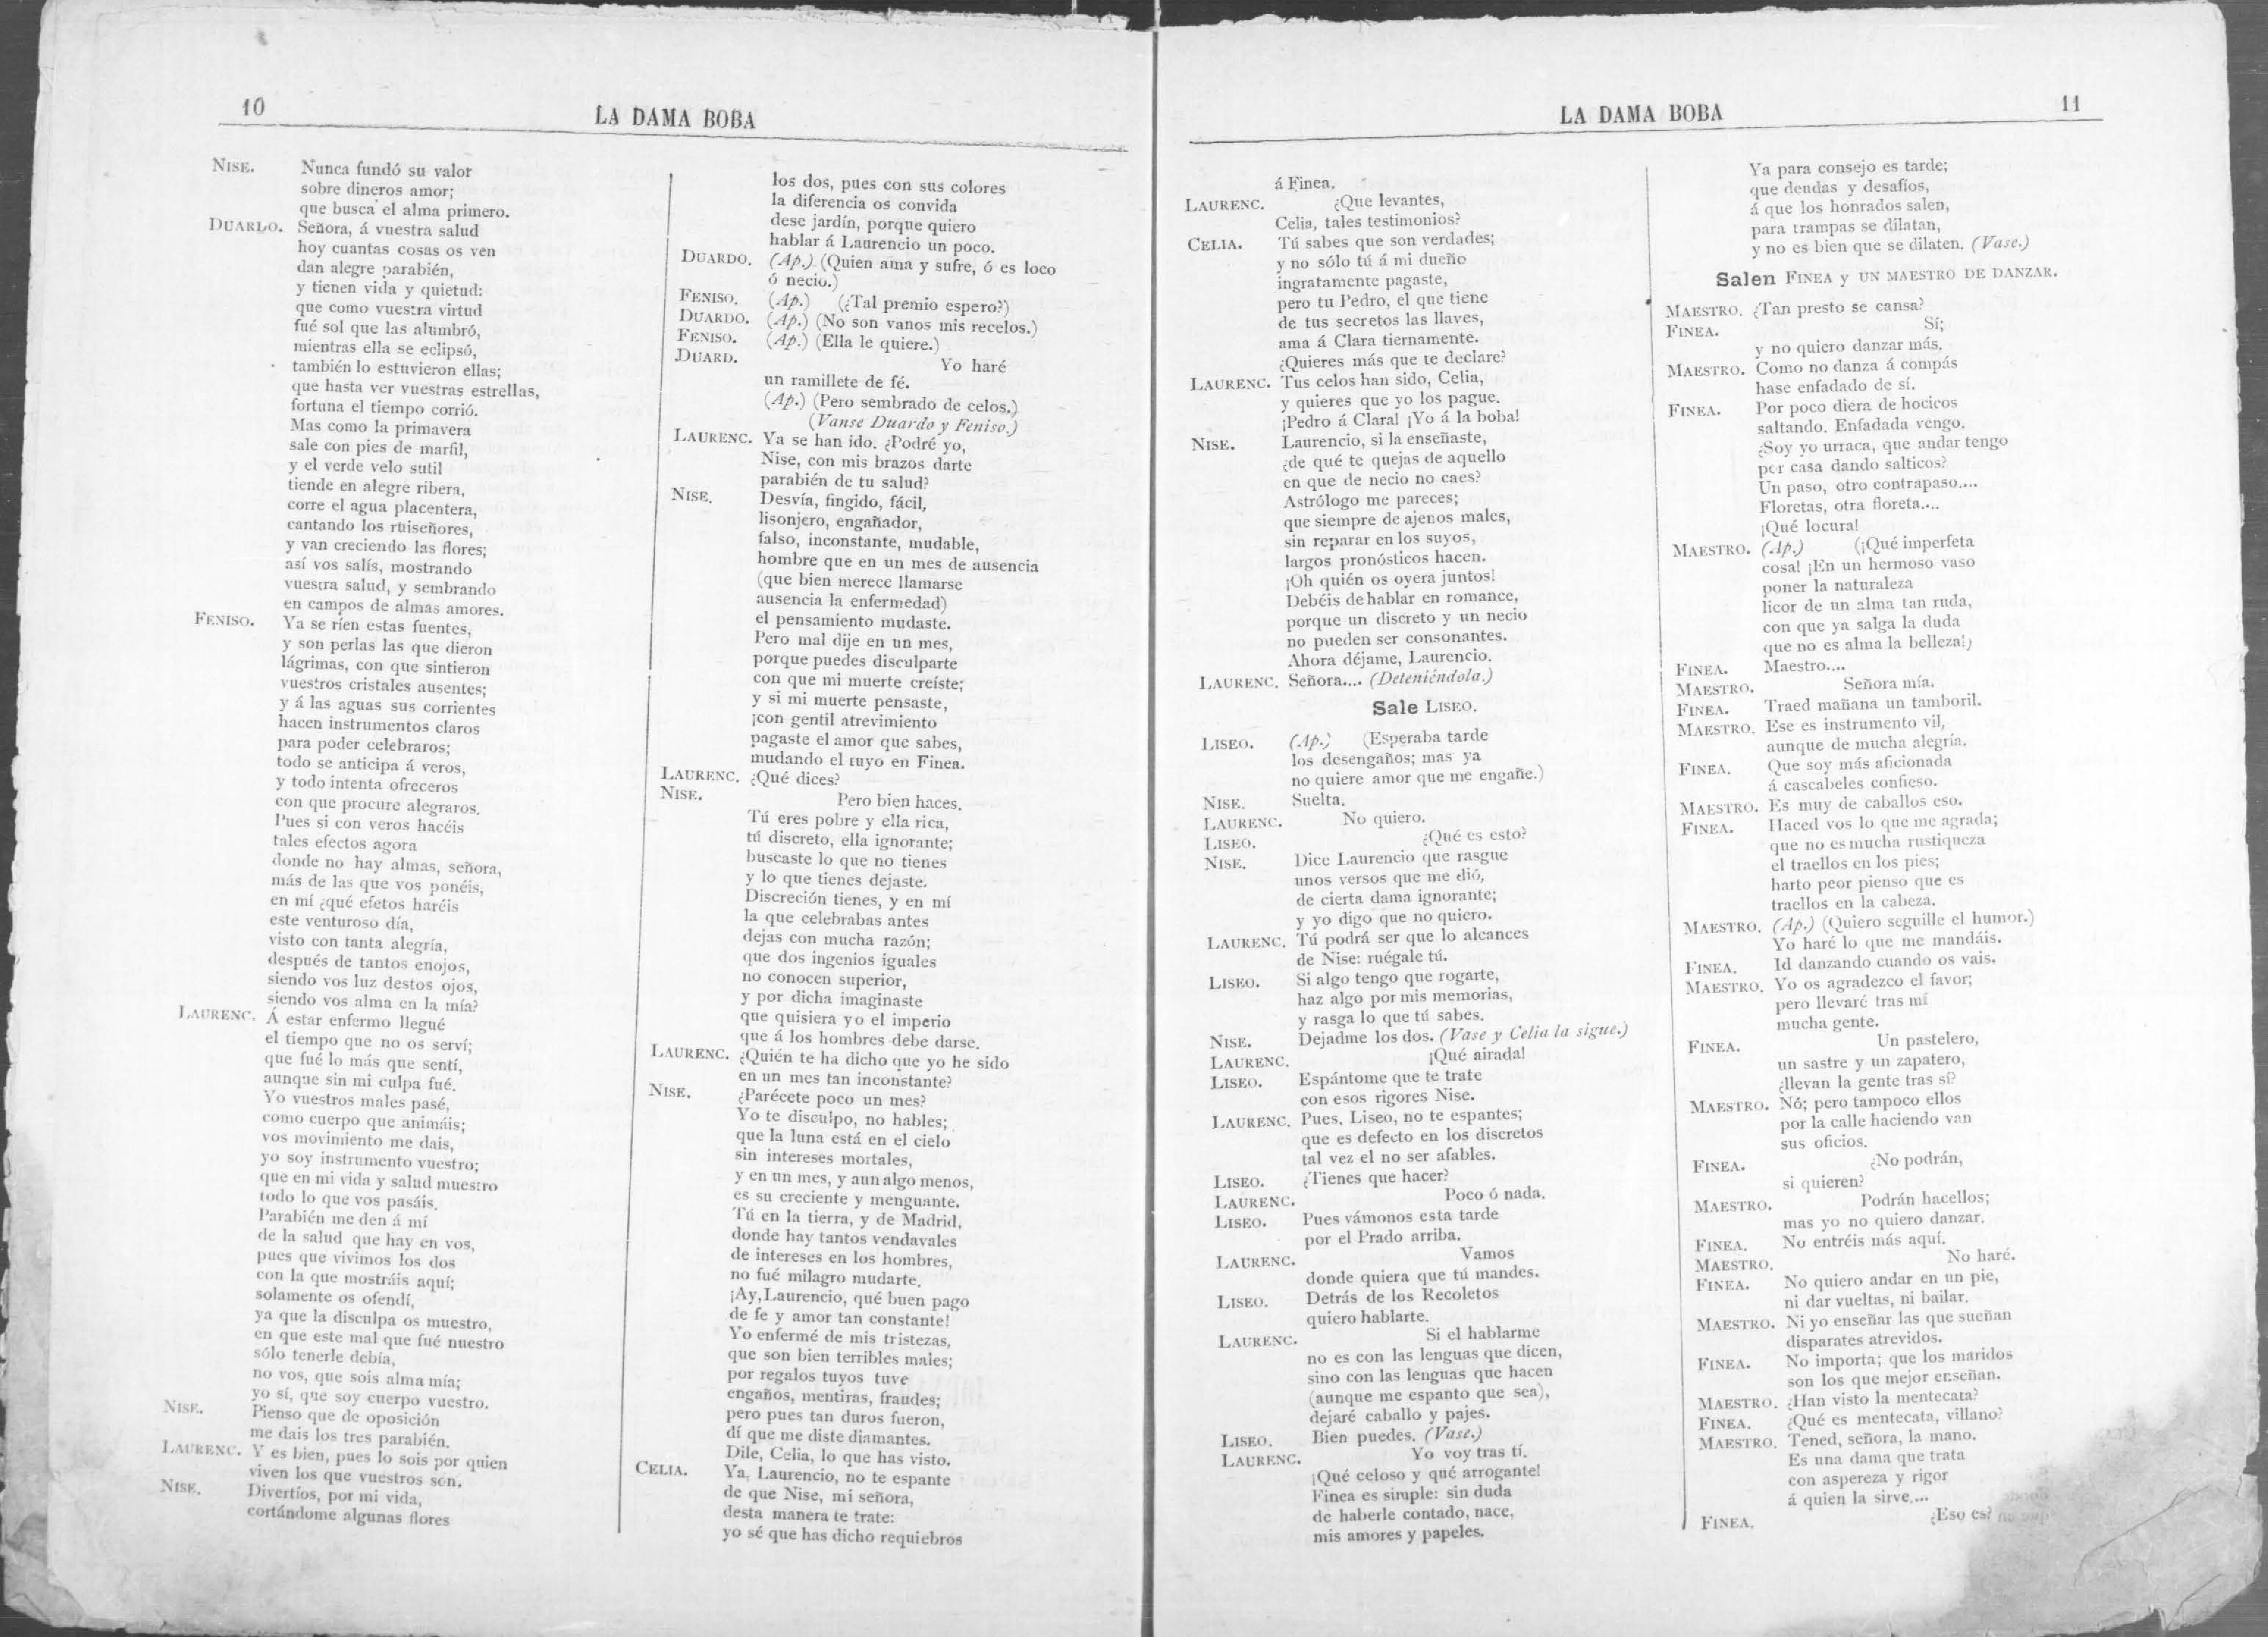 10
LA DAMA BOBA
NISE. Nunca fundó su valor
sobre dineros amor;
que busca el alma primero.
DUARDO. Señora, á vuestra salud
hoy cuantas cosas os ven
dan alegre parabién,
y tienen vida y quietud:
que como vuestra virtud
fué sol que las alumbró,
mientras ella se eclipsó,
también lo estuvieron ellas;
que hasta ver vuestras estrellas,
fortuna el tiempo corrió.
Mas como la primavera
sale con pies de marfil,
y el verde velo sutil
tiende en alegre ribera,
corre el agua placentera,
cantando los ruiseñores,
y van creciendo las flores;
así vos salís, mostrando
vuestra salud, y sembrando
en campos de almas amores.
FENISO. Ya se ríen estas fuentes,
y son perlas las que dieron
lágrimas, con que sintieron
vuestros cristales ausentes;
y á las aguas sus corrientes
hacen instrumentos claros
para poder celebraros;
todo se anticipa á veros,
y todo intenta ofreceros
con que procure alegraros.
Pues si con veros hacéis
tales efectos agora
donde no hay almas, señora,
más de las que vos ponéis,
en mí ¿qué efetos haréis
este venturoso día,
visto con tanta alegría,
después de tantos enojos,
siendo vos luz destos ojos,
siendo vos alma en la mía?
LAURENC. Á estar enfermo llegué
el tiempo que no os serví;
que fué lo más que sentí,
aunque sin mi culpa fué.
Yo vuestros males pasé,
como cuerpo que animáis;
vos movimiento me dais,
yo soy instrumento vuestro;
que en mi vida y salud muestro
todo lo que vos pasáis.
Parabién me den á mí
de la salud que hay en vos,
pues que vivimos los dos
con la que mostráis aquí;
solamente os ofendí,
ya que la disculpa os muestro,
en que este mal que fué nuestro
sólo tenerle debía,
no vos, que sois alma mía;
yo sí, que soy cuerpo vuestro.
NISE. Pienso que de oposición
me dais los tres parabién.
LAURENC. Y es bien, pues lo sois por quien
viven los que vuestros son.
NISE. Divertíos, por mi vida,
cortándome algunas flores
los dos, pues con sus colores
la diferencia os convida
dese jardín, porque quiero
hablar á Laurencio un poco.
DUARDO. (Ap.) (Quien ama y sufre, ó es loco
ó necio.)
FENISO. (Ap.) (¿Tal premio espero?)
DUARDO. (Ap.) (No son vanos mis recelos.)
FENISO. (Ap.) (Ella le quiere.)
DUARD. Yo haré
un ramillete de fé.
(Ap.) (Pero sembrado de celos.)
(Vanse Duardo y Feniso.)
LAURENC. Ya se han ido. ¿Podré yo,
Nise, con mis brazos darte
parabién de tu salud?
NISE. Desvía, fingido, fácil,
lisonjero, engañador,
falso, inconstante, mudable,
hombre que en un mes de ausencia
(que bien merece llamarse
ausencia la enfermedad)
el pensamiento mudaste.
Pero mal dije en un mes,
porque puedes disculparte
con que mi muerte creíste;
y si mi muerte pensaste,
¡con gentil atrevimiento
pagaste el amor que sabes,
mudando el tuyo en Finea.
LAURENC. ¿Qué dices?
NISE. Pero bien haces.
Tú eres pobre y ella rica,
tú discreto, ella ignorante;
buscaste lo que no tienes
y lo que tienes dejaste.
Discreción tienes, y en mí
la que celebrabas antes
dejas con mucha razón;
que dos ingenios iguales
no conocen superior,
y por dicha imaginaste
que quisiera yo el imperio
que á los hombres debe darse.
LAURENC. ¿Quién te ha dicho que yo he sido
en un mes tan inconstante?
NISE. ¿Parécete poco un mes?
Yo te disculpo, no hables;
que la luna está en el cielo
sin intereses mortales,
y en un mes, y aun algo menos,
es su creciente y menguante.
Tú en la tierra, y de Madrid,
donde hay tantos vendavales
de intereses en los hombres,
no fué milagro mudarte.
¡Ay, Laurencio, qué buen pago
de fe y amor tan constante!
Yo enfermé de mis tristezas,
que son bien terribles males;
por regalos tuyos tuve
engaños, mentiras, fraudes;
pero pues tan duros fueron,
dí que me diste diamantes.
Dile, Celia, lo que has visto.
CELIA. Ya, Laurencio, no te espante
de que Nise, mi señora,
desta manera te trate:
yo sé que has dicho requiebros
LA DAMA BOBA
11
á Finea.
LAURENC. ¿Que levantes,
Celia, tales testimonios?
CELIA. Tú sabes que son verdades;
y no sólo tú á mi dueño
ingratamente pagaste,
pero tu Pedro, el que tiene
de tus secretos las llaves,
ama á Clara tiernamente.
¿Quieres más que te declare?
LAURENC. Tus celos han sido, Celia,
y quieres que yo los pague.
¡Pedro á Clara! ¡Yo á la boba!
NISE. Laurencio, si la enseñaste,
¿de qué te quejas de aquello
en que de necio no caes?
Astrólogo me pareces;
que siempre de ajenos males,
sin reparar en los suyos,
largos pronósticos hacen.
¡Oh quién os oyera juntos!
Debéis de hablar en romance,
porque un discreto y un necio
no pueden ser consonantes.
Ahora déjame, Laurencio.
LAURENC. Señora.... (Deteniéndola.)
Sale LISEO.
LISEO. (Ap.) (Esperaba tarde
los desengaños; mas ya
no quiere amor que me engañe.)
NISE. Suelta.
LAURENC. No quiero.
LISEO. ¿Qué es esto?
NISE. Dice Laurencio que rasgue
unos versos que me dió,
de cierta dama ignorante;
y yo digo que no quiero.
LAURENC. Tú podrá ser que lo alcances
de Nise: ruégale tú.
LISEO. Si algo tengo que rogarte,
haz algo por mis memorias,
y rasga lo que tú sabes.
NISE. Dejadme los dos. (Vase y Celia la sigue.)
LAURENC. ¡Qué airada!
LISEO. Espántome que te trate
con esos rigores Nise.
LAURENC. Pues, Liseo, no te espantes;
que es defecto en los discretos
tal vez el no ser afables.
LISEO. ¿Tienes que hacer?
LAURENC. Poco ó nada.
LISEO. Pues vámonos esta tarde
por el Prado arriba.
LAURENC. Vamos
donde quiera que tú mandes.
LISEO. Detrás de los Recoletos
quiero hablarte.
LAURENC. Si el hablarme
no es con las lenguas que dicen,
sino con las lenguas que hacen
(aunque me espanto que sea),
dejaré caballo y pajes.
LISEO. Bien puedes. (Vase.)
LAURENC. Yo voy tras tí.
¡Qué celoso y qué arrogante!
Finea es simple: sin duda
de haberle contado, nace,
mis amores y papeles.
Ya para consejo es tarde;
que deudas y desafíos,
á que los honrados salen,
para trampas se dilatan,
y no es bien que se dilaten. (Vase.)
Salen FINEA y UN MAESTRO DE DANZAR.
MAESTRO. ¿Tan presto se cansa?
FINEA. Sí;
y no quiero danzar más.
MAESTRO. Como no danza á compás
hase enfadado de sí.
FINEA. Por poco diera de hocicos
saltando. Enfadada vengo.
¿Soy yo urraca, que andar tengo
por casa dando salticos?
Un paso, otro contrapaso....
Floretas, otra floreta....
¡Qué locura!
MAESTRO. (Ap.) (¡Qué imperfeta
cosa! ¡En un hermoso vaso
poner la naturaleza
licor de un alma tan ruda,
con que ya salga la duda
que no es alma la belleza!)
FINEA. Maestro....
MAESTRO. Señora mía.
FINEA. Traed mañana un tamboril.
MAESTRO. Ese es instrumento vil,
aunque de mucha alegría.
FINEA. Que soy más aficionada
á cascabeles confieso.
MAESTRO. Es muy de caballos eso.
FINEA. Haced vos lo que me agrada;
que no es mucha rustiqueza
el traellos en los pies;
harto peor pienso que es
traellos en la cabeza.
MAESTRO. (Ap.) (Quiero seguille el humor.)
Yo haré lo que me mandáis.
FINEA. Id danzando cuando os vais.
MAESTRO. Yo os agradezco el favor;
pero llevaré tras mí
mucha gente.
FINEA. Un pastelero,
un sastre y un zapatero,
¿llevan la gente tras sí?
MAESTRO. Nó; pero tampoco ellos
por la calle haciendo van
sus oficios.
FINEA. ¿No podrán,
si quieren?
MAESTRO. Podrán hacellos;
mas yo no quiero danzar.
FINEA. No entréis más aquí.
MAESTRO. No haré.
FINEA. No quiero andar en un pie,
ni dar vueltas, ni bailar.
MAESTRO. Ni yo enseñar las que sueñan
disparates atrevidos.
FINEA. No importa; que los maridos
son los que mejor enseñan.
MAESTRO. ¿Han visto la mentecata?
FINEA. ¿Qué es mentecata, villano?
MAESTRO. Tened, señora, la mano.
Es una dama que trata
con aspereza y rigor
á quien la sirve....
FINEA. ¿Eso es?